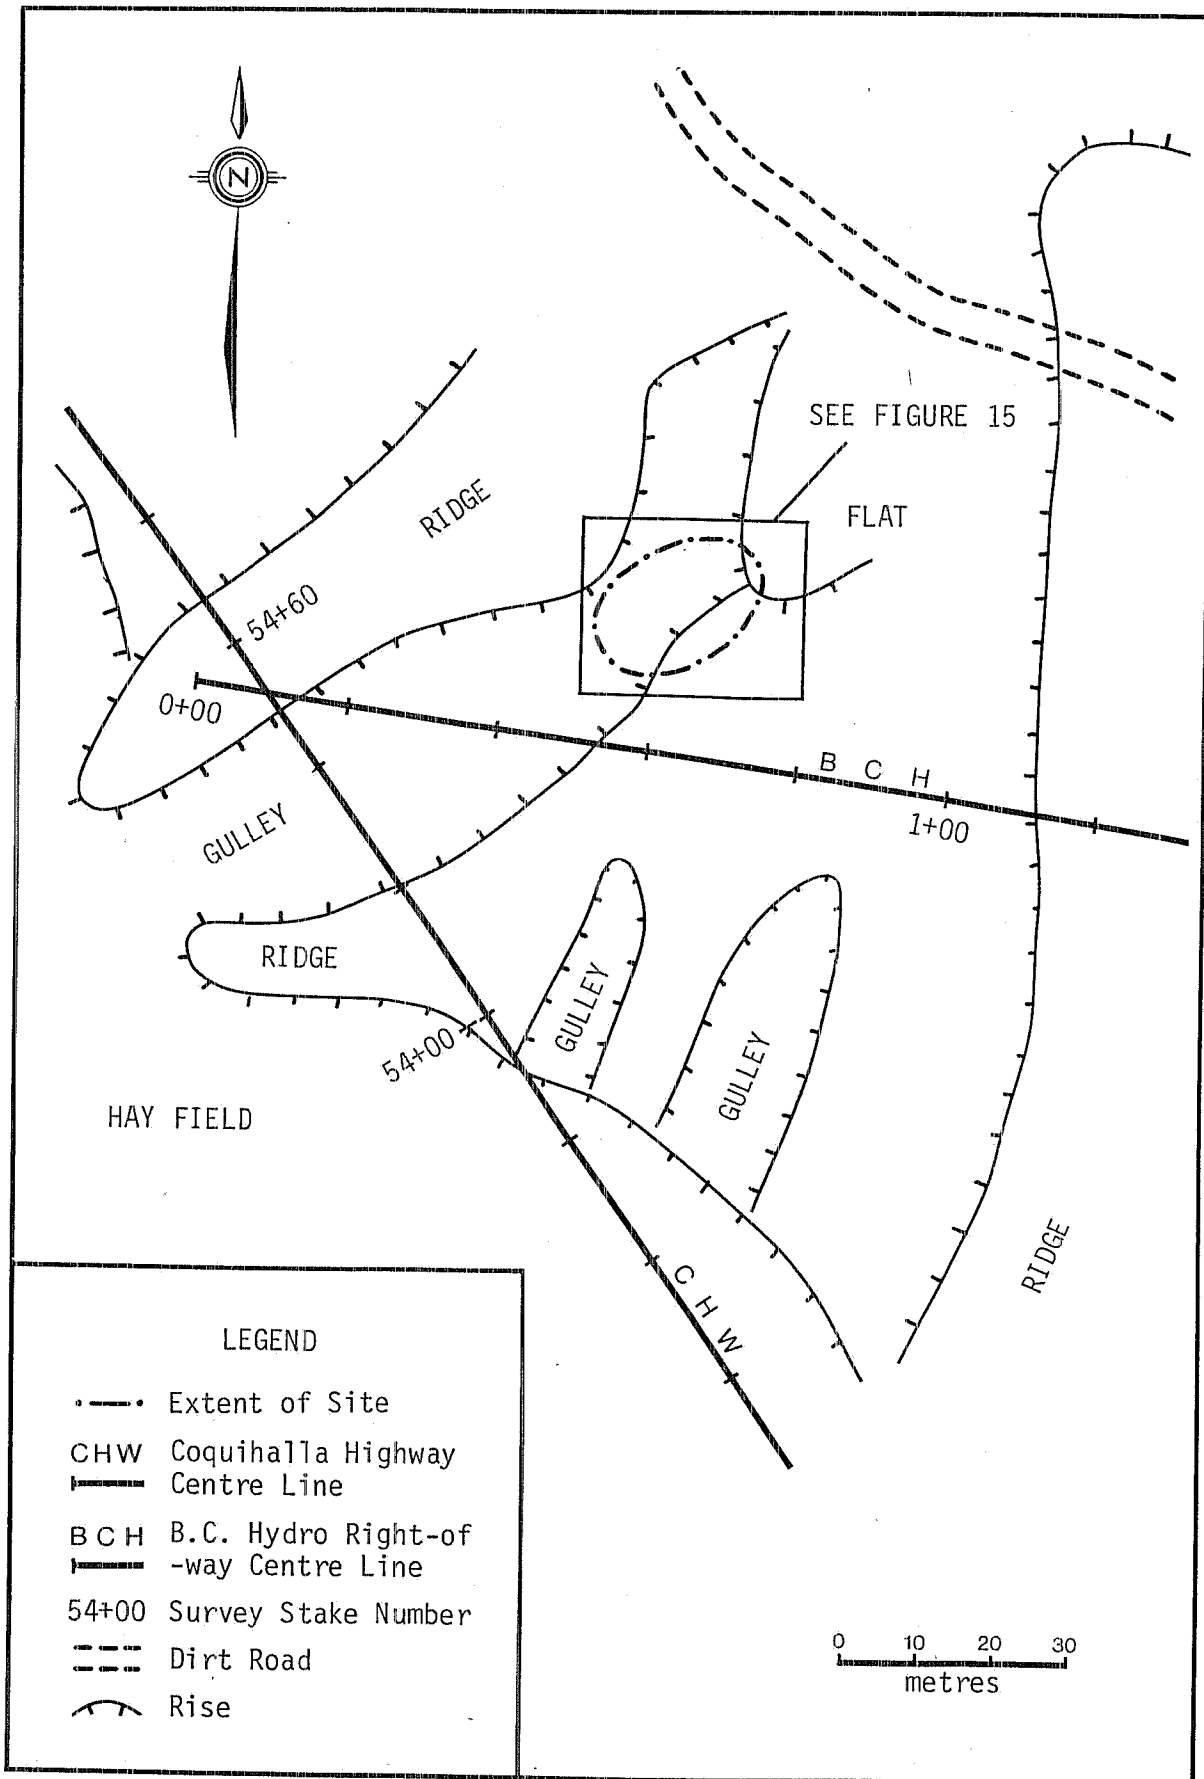 N
SEE FIGURE 15
RIDGE
FLAT
54+60
0+00
B C H
1+00
GULLEY
RIDGE
GULLEY
GULLEY
54+00
HAY FIELD
RIDGE
CHW
LEGEND
Extent of Site
CHW Coquihalla Highway
Centre Line
BCH B.C. Hydro Right-of
-way Centre Line
54+00 Survey Stake Number
Dirt Road
Rise
0 10 20 30
metres